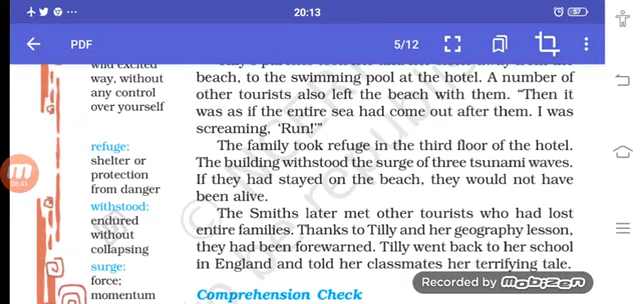 20:13
57
PDF
5/12
wild excited
way, without
any control
over yourself
refuge:
shelter or
protection
from danger
withstood:
endured
without
collapsing
surge:
force;
momentum
08:41
beach, to the swimming pool at the hotel. A number of
other tourists also left the beach with them. “Then it
was as if the entire sea had come out after them. I was
screaming, ‘Run!’”
The family took refuge in the third floor of the hotel.
The building withstood the surge of three tsunami waves.
If they had stayed on the beach, they would not have
been alive.
The Smiths later met other tourists who had lost
entire families. Thanks to Tilly and her geography lesson,
they had been forewarned. Tilly went back to her school
in England and told her classmates her terrifying tale.
Comprehension Check
Recorded by mobizen